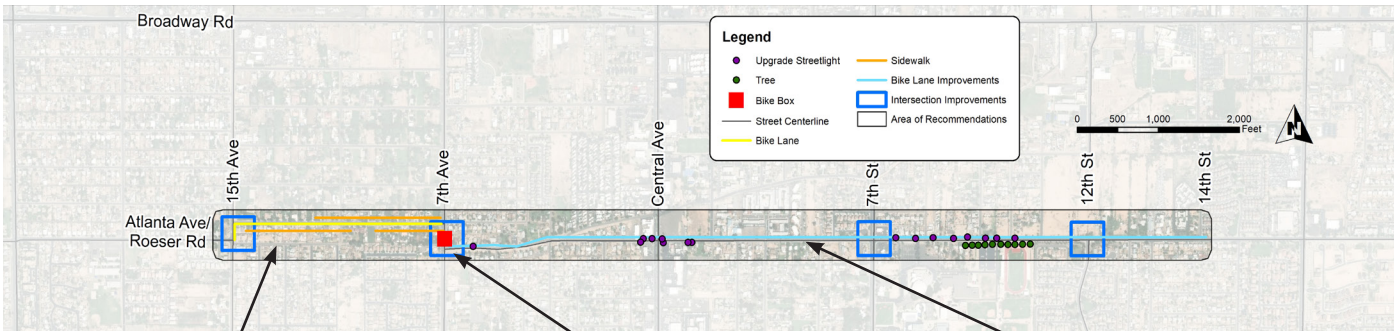 Broadway Rd
Legend
Upgrade Streetlight
Tree
Bike Box
Street Centerline
Bike Lane
Sidewalk
Bike Lane Improvements
Intersection Improvements
Area of Recommendations
0 500 1,000 2,000
Feet
N
15th Ave
7th Ave
Central Ave
7th St
12th St
14th St
Atlanta Ave/
Roeser Rd